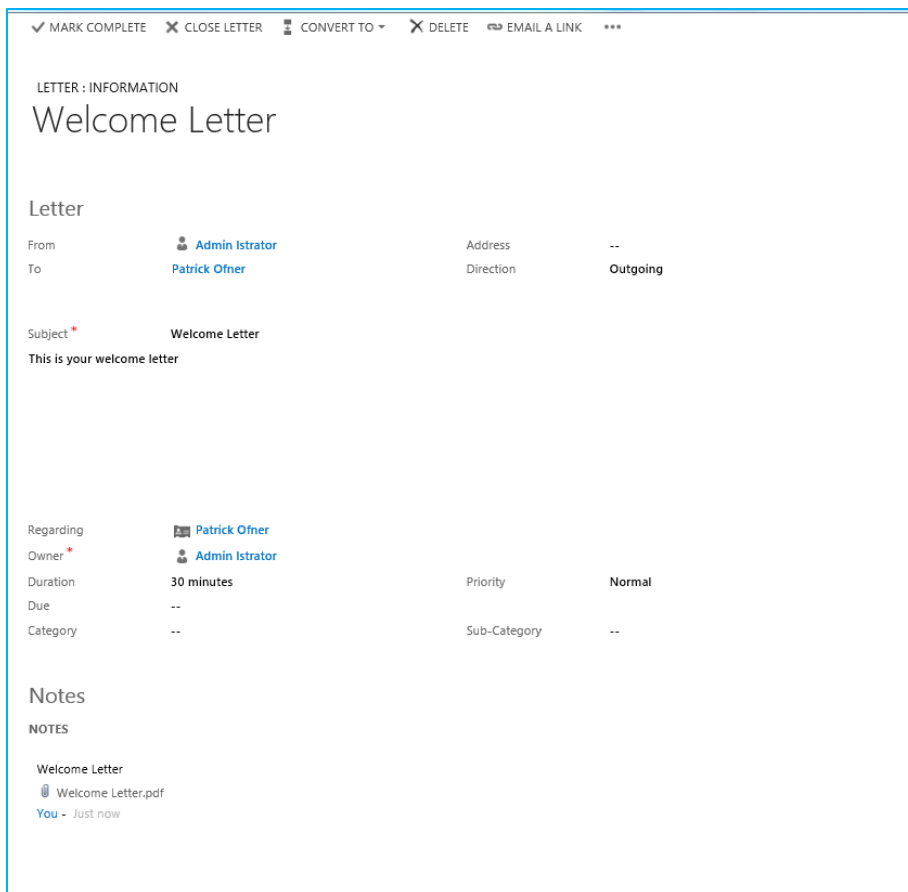 MARK COMPLETE CLOSE LETTER CONVERT TO DELETE EMAIL A LINK •••
LETTER : INFORMATION
Welcome Letter
Letter
From Admin Istrator Address --
To Patrick Ofner Direction Outgoing
Subject * Welcome Letter
This is your welcome letter
Regarding Patrick Ofner
Owner * Admin Istrator
Duration 30 minutes Priority Normal
Due --
Category -- Sub-Category --
Notes
NOTES
Welcome Letter
Welcome Letter.pdf
You - Just now